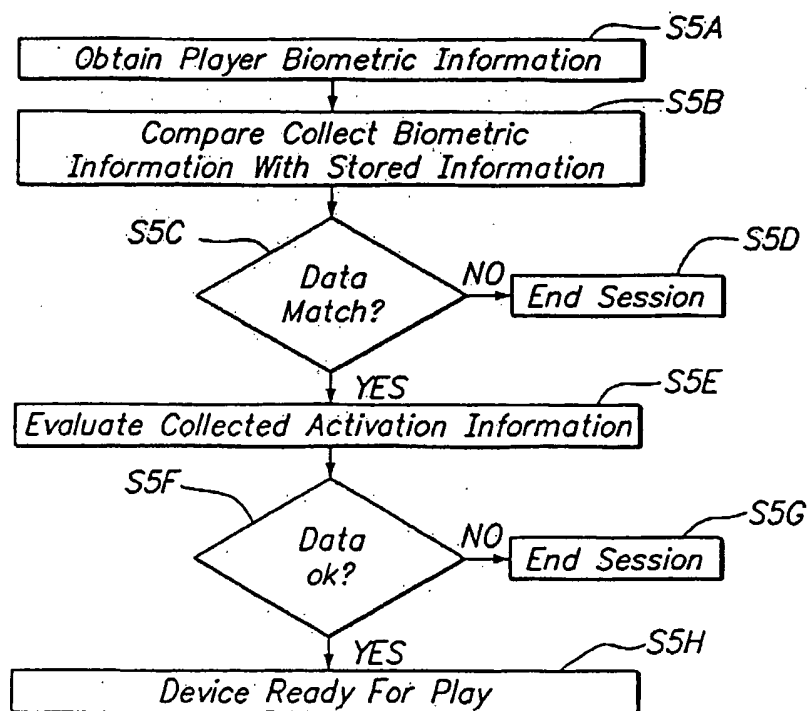 S5A
Obtain Player Biometric Information
S5B
Compare Collect Biometric
Information With Stored Information
S5C
Data
Match?
NO
S5D
End Session
YES
S5E
Evaluate Collected Activation Information
S5F
Data
ok?
NO
S5G
End Session
YES
S5H
Device Ready For Play